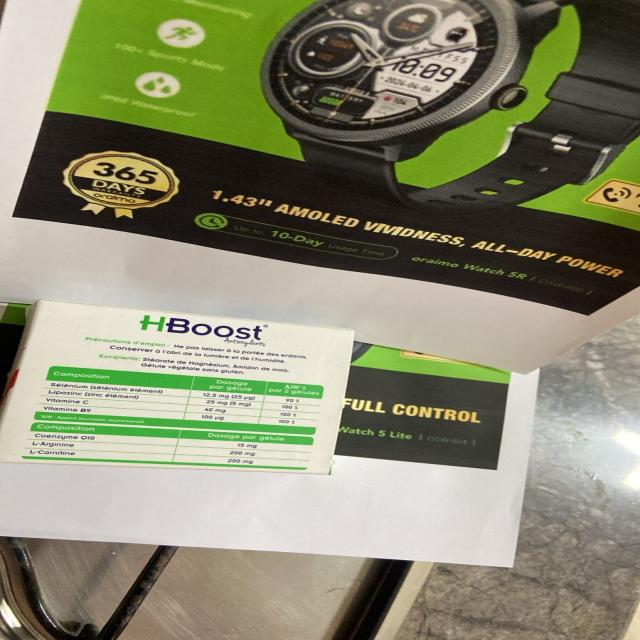 100+ Sports Mode
IP68 Waterproof
10:09
2024-04-06
365
DAYS
oraimo
1.43" AMOLED VIVIDNESS, ALL-DAY POWER
Up to 10-Day Usage Time
oraimo Watch 5R | OSW-
HBoost
Antioxydants
Précautions d'emploi : Ne pas laisser à la portée des enfants.
Conserver à l'abri de la lumière et de l'humidité.
Excipients: Stéarate de Magnésium, Amidon de maïs.
Gélule végétale sans gluten.
Composition Dosage par gélule AJR* % par 2 gélules
Sélénium (sélénium élément) 12.5 mg (25 µg) 90 %
Lipozinc (zinc élément) 25 mg (5 mg) 100 %
Vitamine C 40 mg 100 %
Vitamine B9 100 µg 100 %
Composition Dosage par gélule
Coenzyme Q10 15 mg
L-Arginine 200 mg
L-Carnitine 200 mg
FULL CONTROL
Watch 5 Lite | OSW-804 |